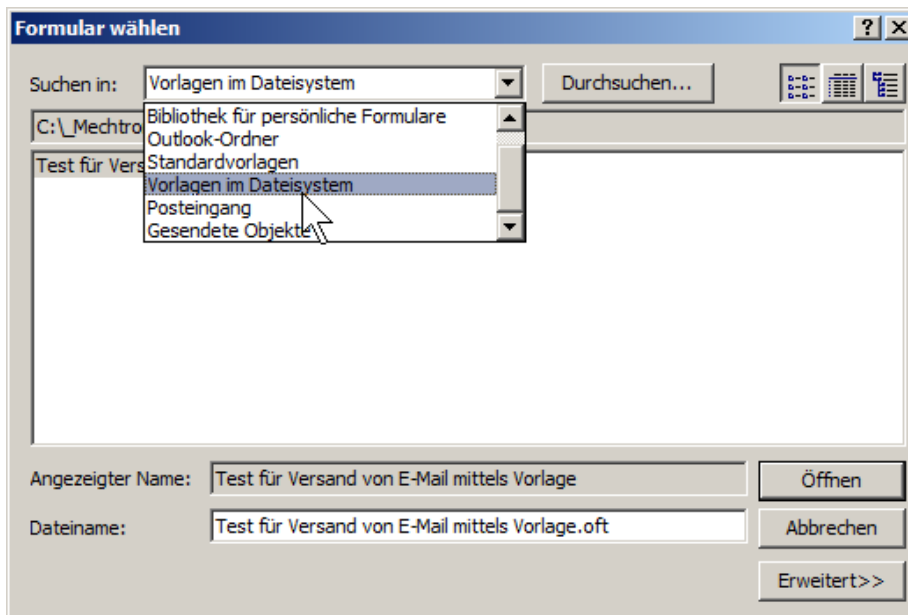 Formular wählen
Suchen in:
Vorlagen im Dateisystem
Durchsuchen...
Bibliothek für persönliche Formulare
C:\_Mechtro
Outlook-Ordner
Test für Vers
Standardvorlagen
Vorlagen im Dateisystem
Posteingang
Gesendete Objekte
Angezeigter Name:
Test für Versand von E-Mail mittels Vorlage
Öffnen
Dateiname:
Test für Versand von E-Mail mittels Vorlage.oft
Abbrechen
Erweitert>>